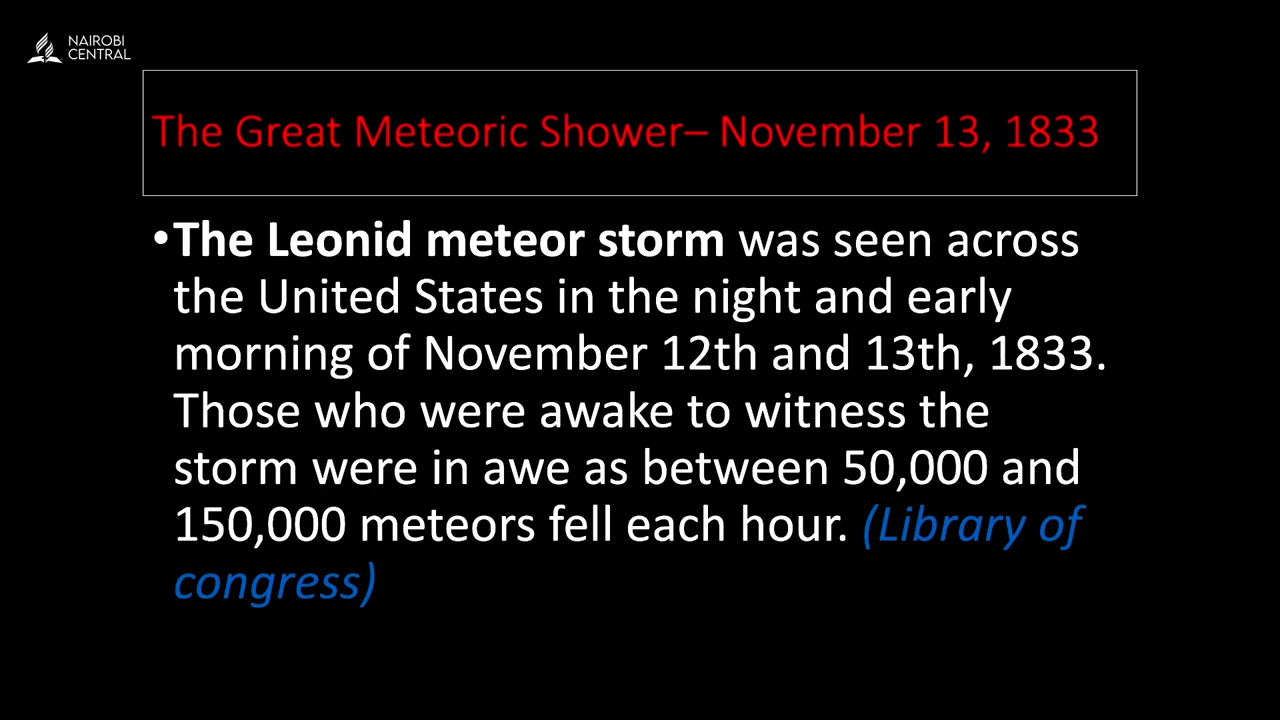 NAIROBI
CENTRAL
The Great Meteoric Shower– November 13, 1833
•The Leonid meteor storm was seen across
the United States in the night and early
morning of November 12th and 13th, 1833.
Those who were awake to witness the
storm were in awe as between 50,000 and
150,000 meteors fell each hour. (Library of
congress)